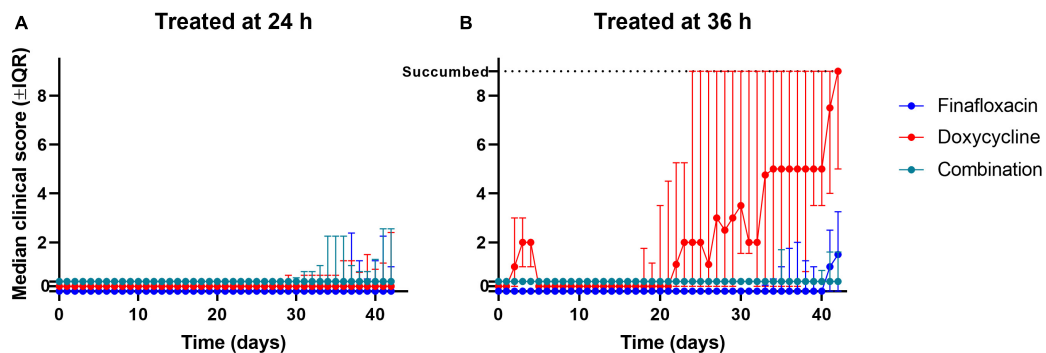 A
Treated at 24 h
B
Treated at 36 h
Median clinical score (±IQR)
8
6
4
2
0
0
10
20
30
40
Time (days)
Succumbed
8
6
4
2
0
0
10
20
30
40
Time (days)
Finafloxacin
Doxycycline
Combination